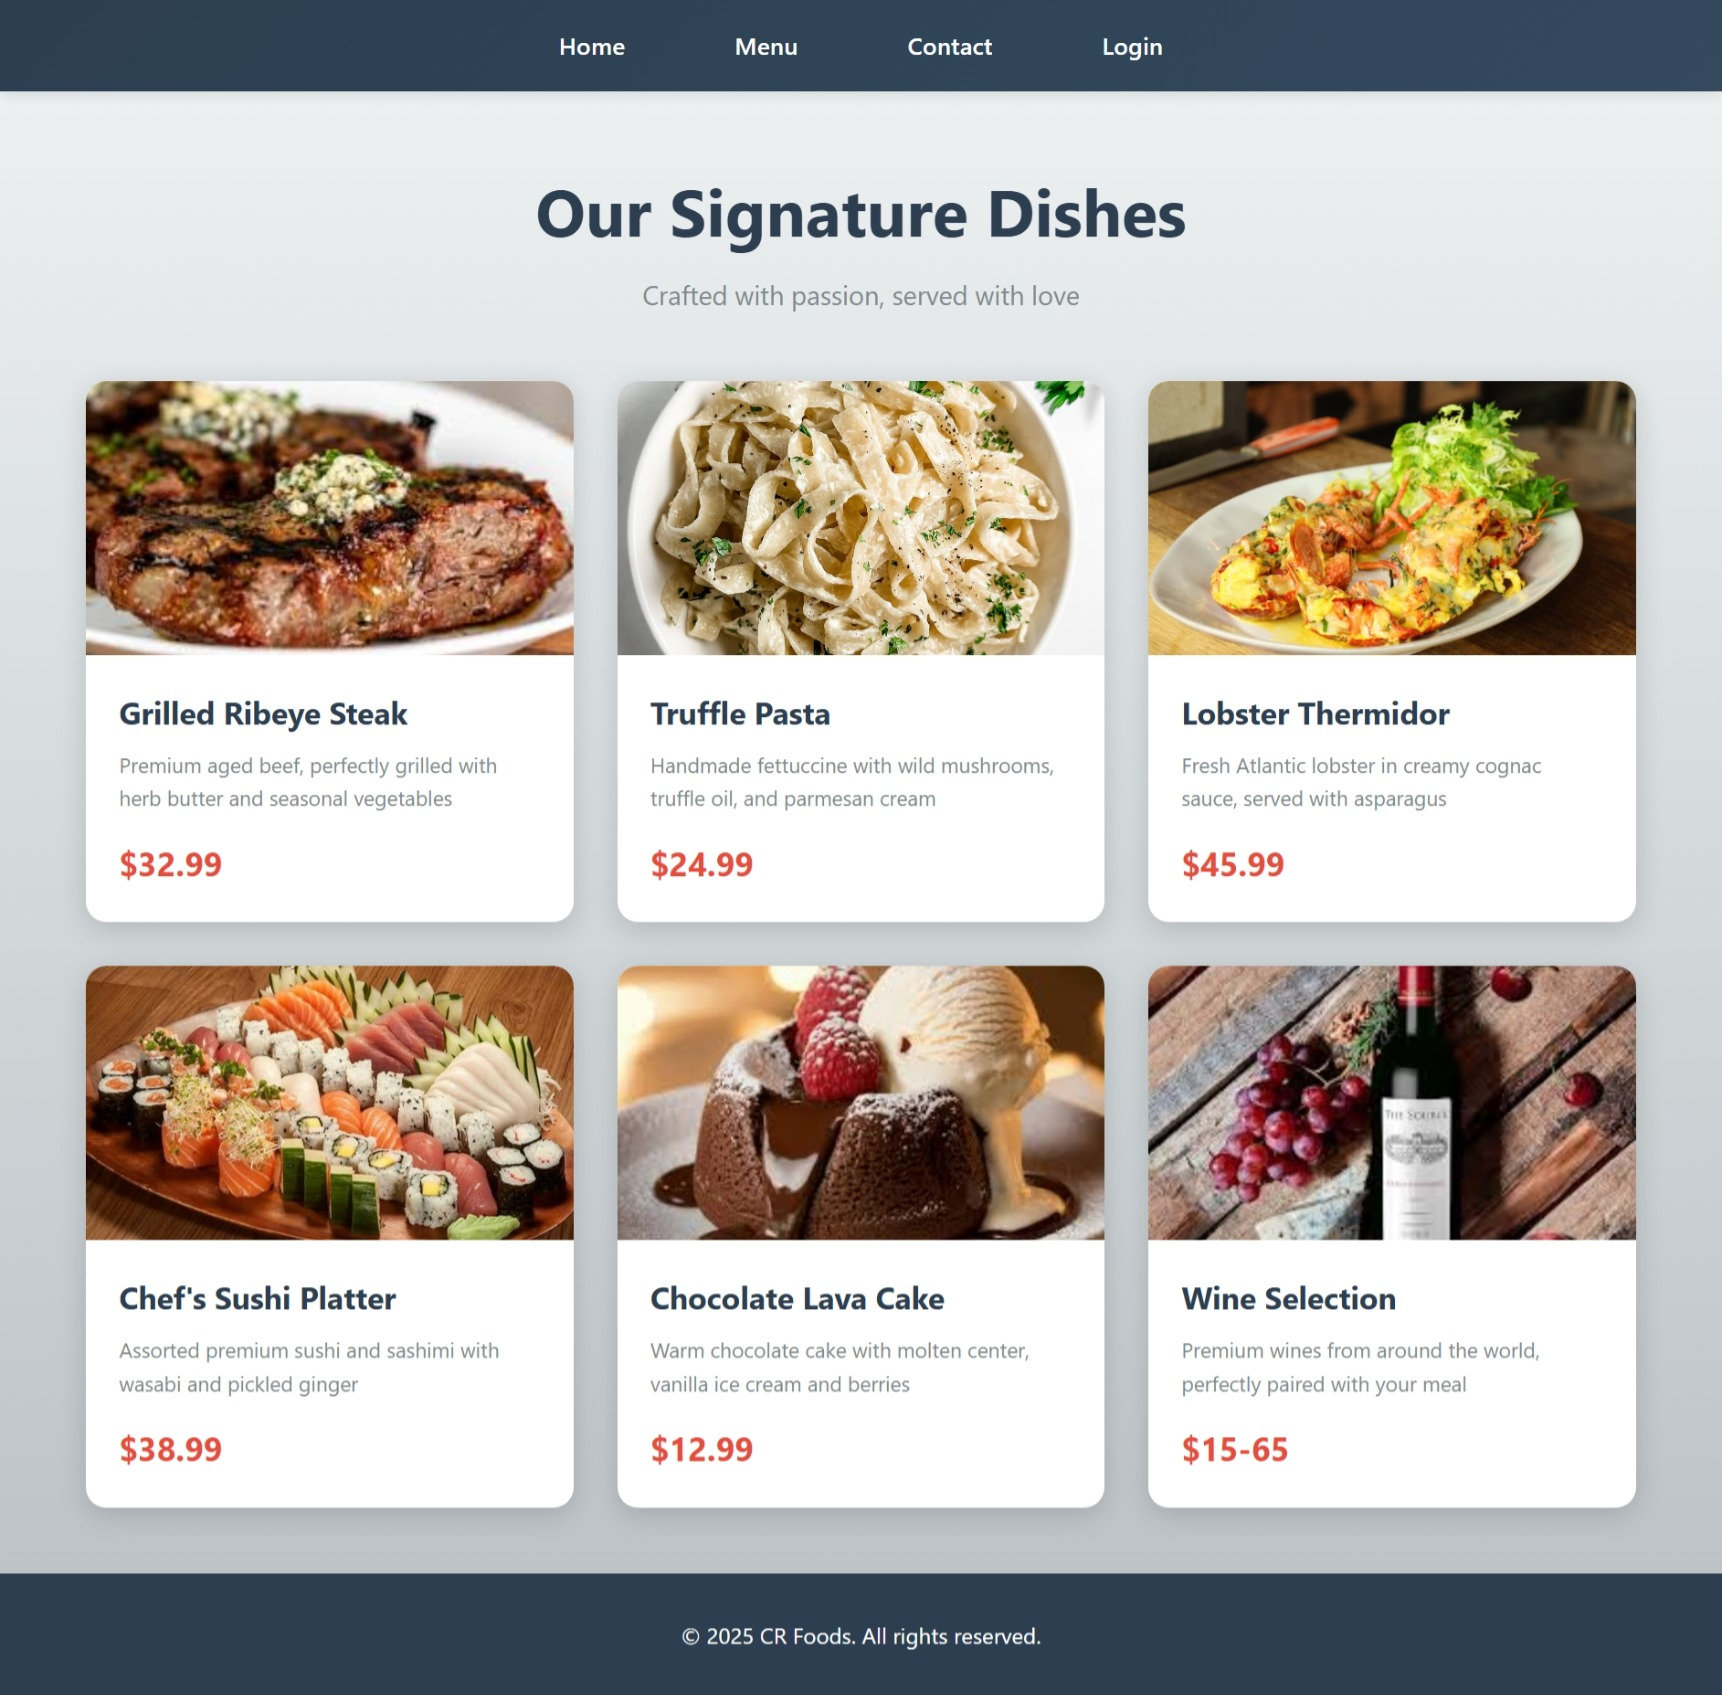 Home Menu Contact Login
Our Signature Dishes
Crafted with passion, served with love
Grilled Ribeye Steak
Premium aged beef, perfectly grilled with
herb butter and seasonal vegetables
$32.99
Truffle Pasta
Handmade fettuccine with wild mushrooms,
truffle oil, and parmesan cream
$24.99
Lobster Thermidor
Fresh Atlantic lobster in creamy cognac
sauce, served with asparagus
$45.99
Chef's Sushi Platter
Assorted premium sushi and sashimi with
wasabi and pickled ginger
$38.99
Chocolate Lava Cake
Warm chocolate cake with molten center,
vanilla ice cream and berries
$12.99
THE
Wine Selection
Premium wines from around the world,
perfectly paired with your meal
$15-65
© 2025 CR Foods. All rights reserved.